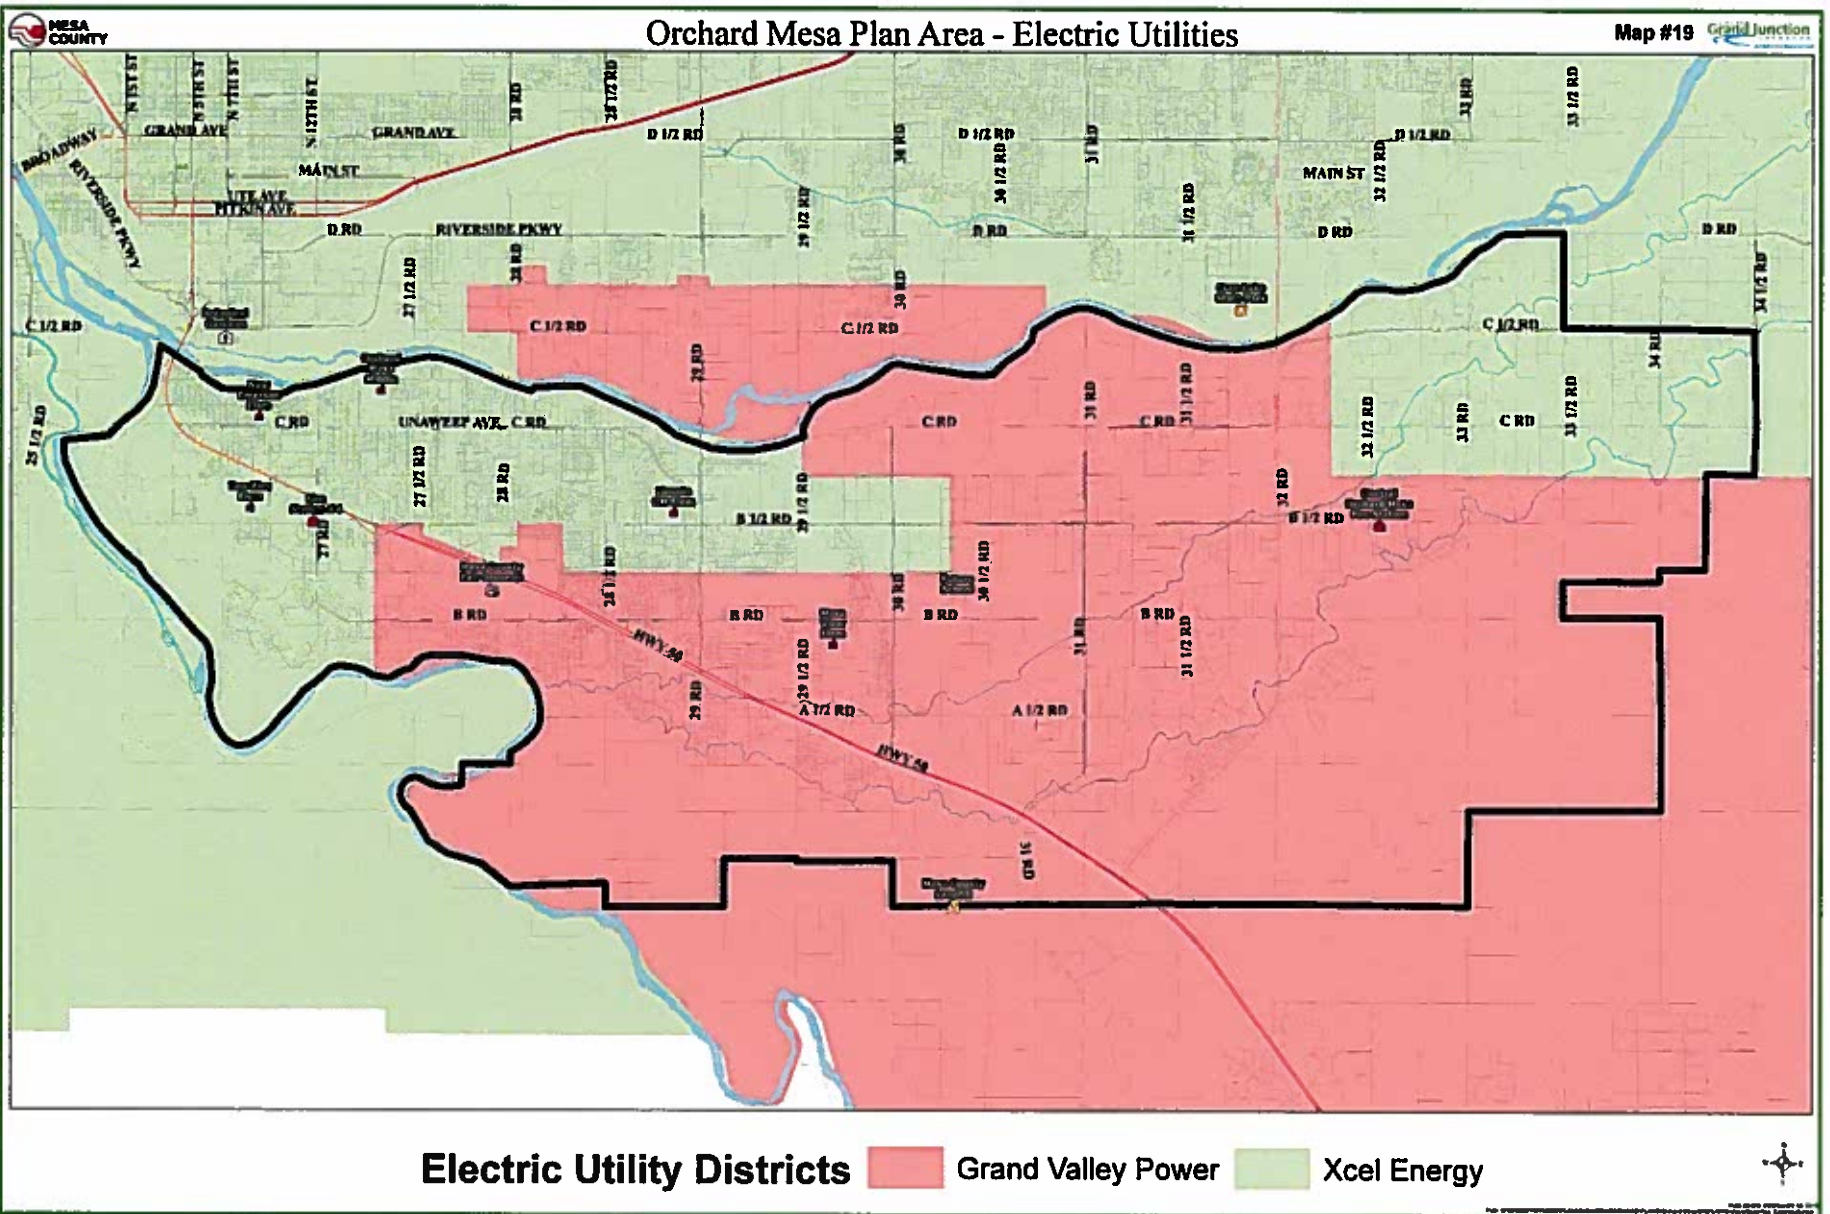 MESA
COUNTY
Orchard Mesa Plan Area - Electric Utilities
Map #19
Grand Junction
N 1ST ST
N 5TH ST
N 7TH ST
N 12TH ST
28 RD
28 1/2 RD
33 RD
33 1/2 RD
BROADWAY
GRAND AVE
GRAND AVE
D 1/2 RD
30 RD
D 1/2 RD
31 RD
D 1/2 RD
RIVERSIDE PKWY
MAIN ST
30 1/2 RD
MAIN ST
32 1/2 RD
UTE AVE
PITKIN AVE
29 1/2 RD
31 1/2 RD
D RD
RIVERSIDE PKWY
D RD
D RD
D RD
28 RD
27 1/2 RD
30 RD
34 1/2 RD
C 1/2 RD
C 1/2 RD
C 1/2 RD
C 1/2 RD
29 RD
34 RD
25 1/2 RD
C RD
UNAWEEP AVE
C RD
C RD
31 RD
C RD
31 1/2 RD
32 1/2 RD
33 RD
C RD
33 1/2 RD
27 1/2 RD
28 RD
29 1/2 RD
32 RD
B 1/2 RD
B 1/2 RD
27 RD
28 1/2 RD
30 RD
30 1/2 RD
B RD
B RD
B RD
B RD
HWY 50
31 RD
31 1/2 RD
29 RD
29 1/2 RD
A 1/2 RD
A 1/2 RD
HWY 50
31 RD
Electric Utility Districts
Grand Valley Power
Xcel Energy